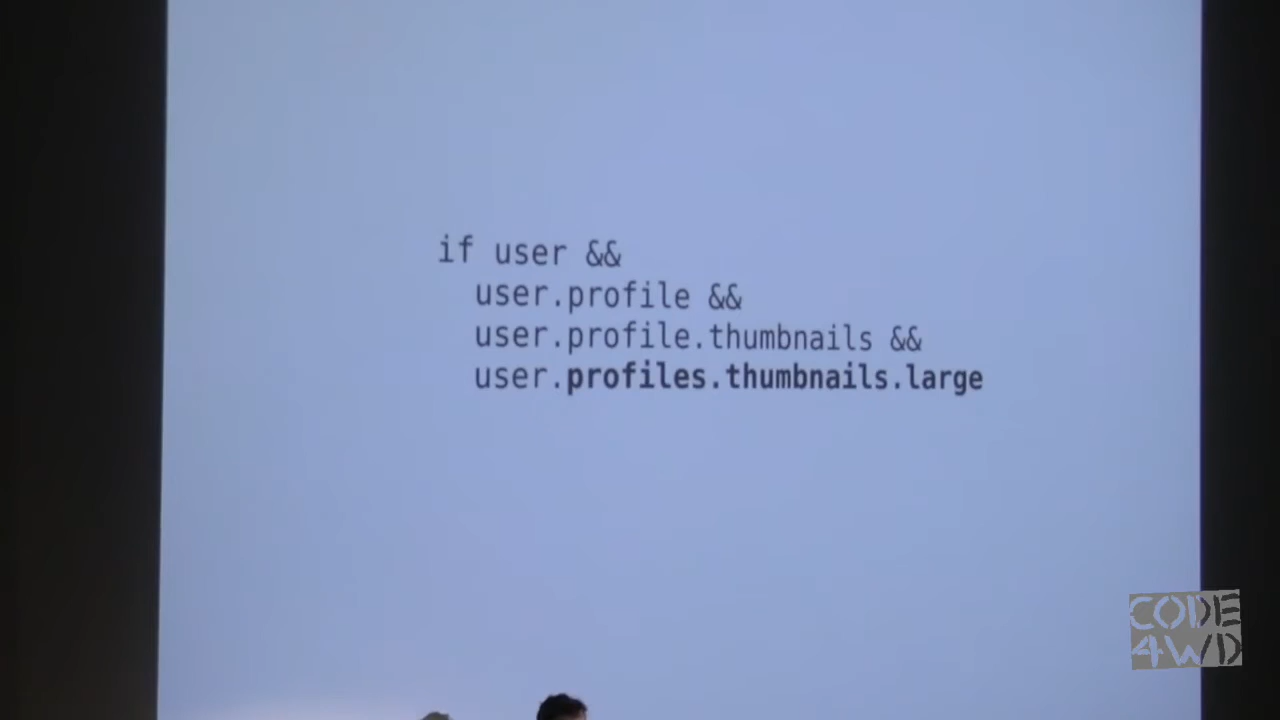 if user &&
user.profile &&
user.profile.thumbnails &&
user.profiles.thumbnails.large
CODE
4WD